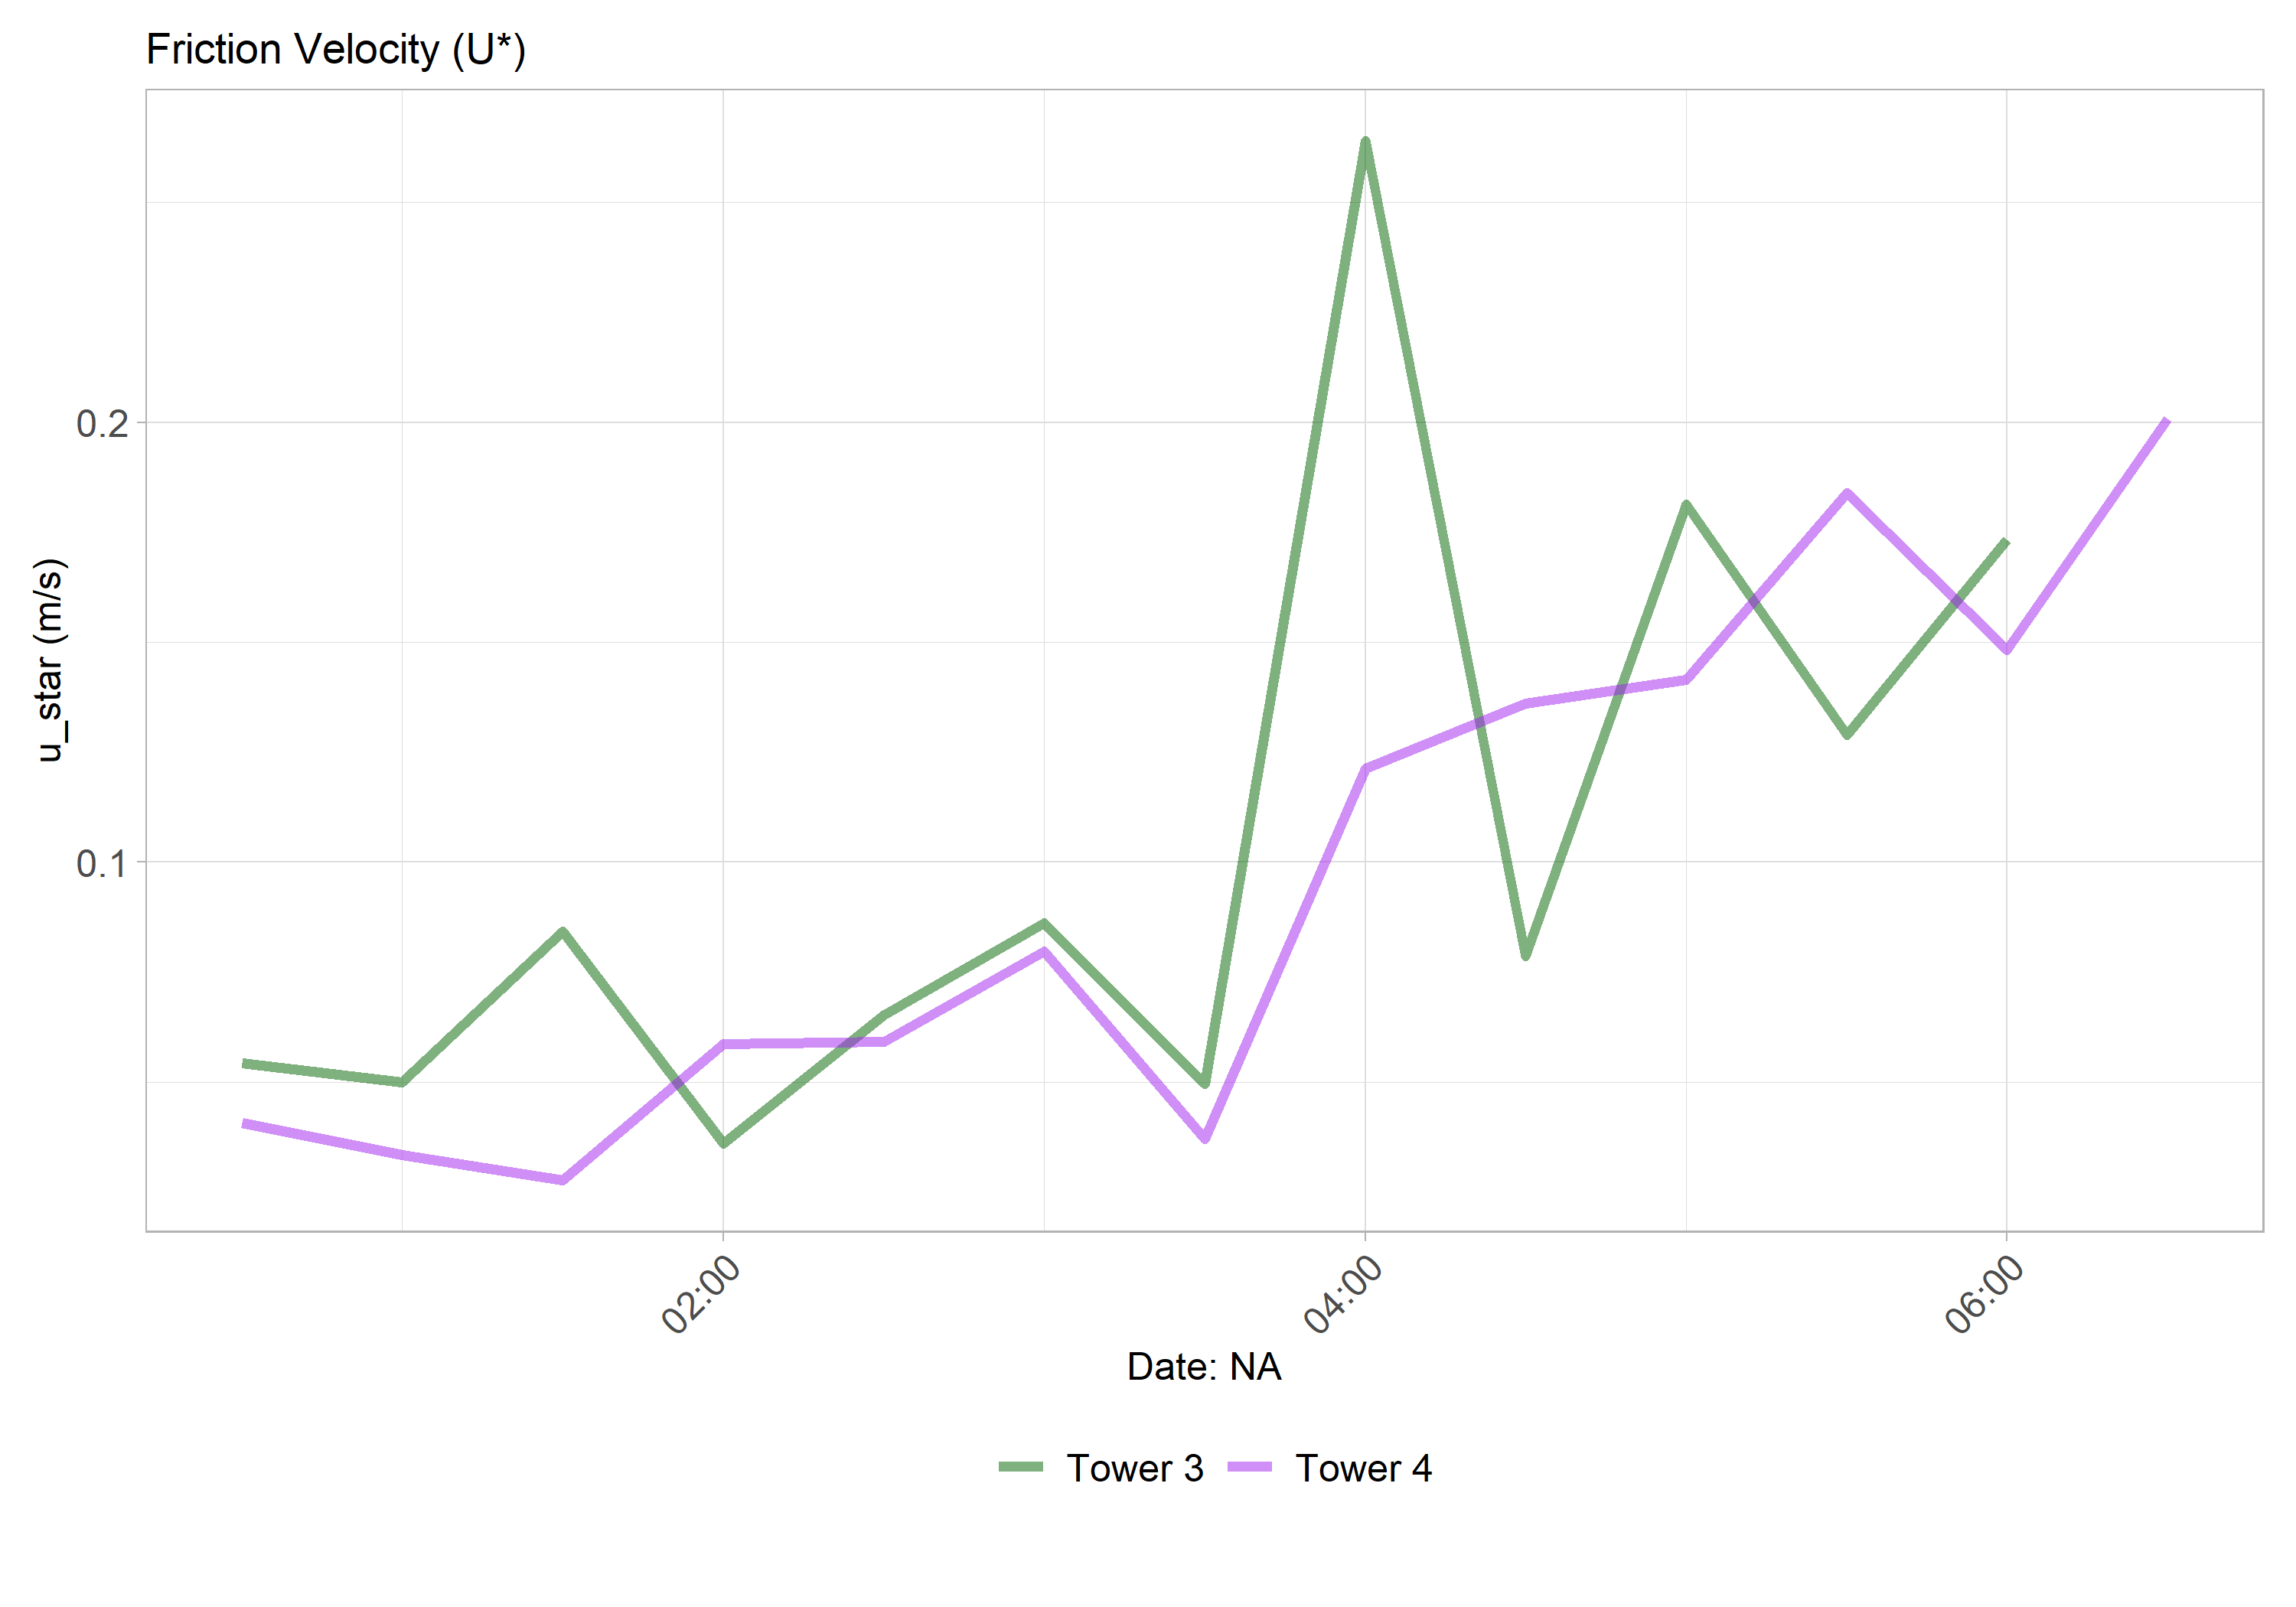 Friction Velocity (U*)
u_star (m/s)
0.2
0.1
02:00
04:00
06:00
Date: NA
Tower 3
Tower 4